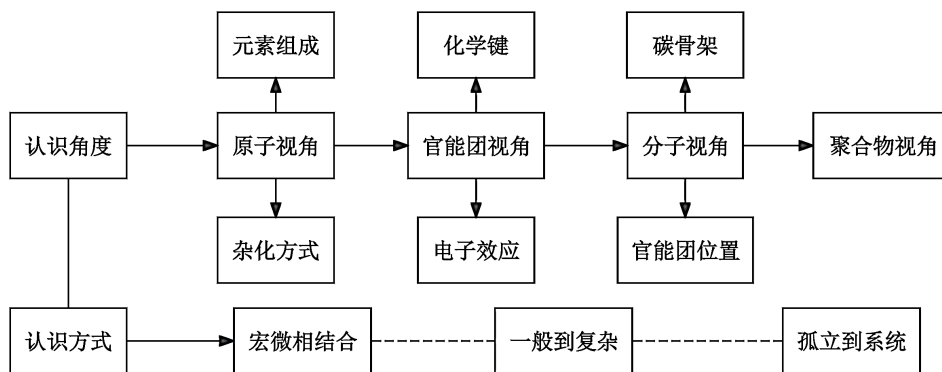 元素组成
化学键
碳骨架
认识角度
原子视角
官能团视角
分子视角
聚合物视角
杂化方式
电子效应
官能团位置
认识方式
宏微相结合
一般到复杂
孤立到系统